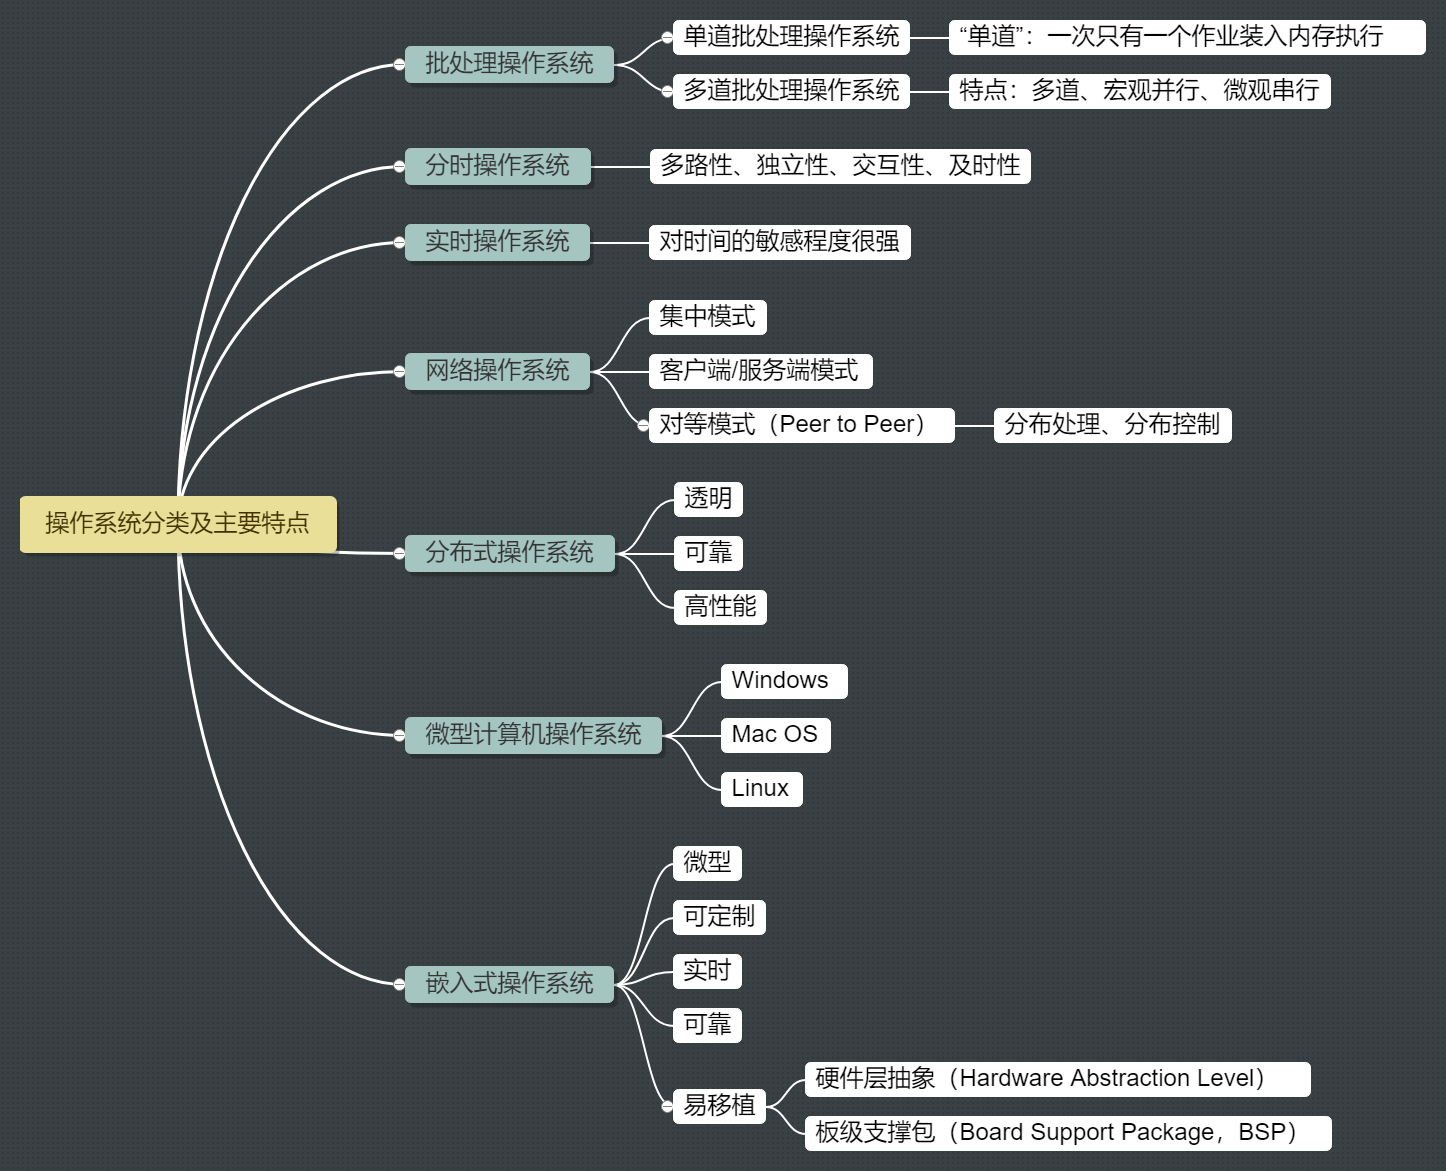 操作系统分类及主要特点
批处理操作系统
单道批处理操作系统
“单道”：一次只有一个作业装入内存执行
多道批处理操作系统
特点：多道、宏观并行、微观串行
分时操作系统
多路性、独立性、交互性、及时性
实时操作系统
对时间的敏感程度很强
网络操作系统
集中模式
客户端/服务端模式
对等模式（Peer to Peer）
分布处理、分布控制
分布式操作系统
透明
可靠
高性能
微型计算机操作系统
Windows
Mac OS
Linux
嵌入式操作系统
微型
可定制
实时
可靠
易移植
硬件层抽象（Hardware Abstraction Level）
板级支撑包（Board Support Package，BSP）